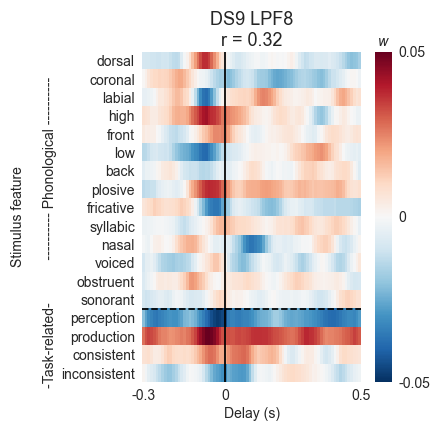 DS9 LPF8
r = 0.32
w
dorsal
coronal
labial
high
front
low
back
plosive
fricative
syllabic
nasal
voiced
obstruent
sonorant
perception
production
consistent
inconsistent
Stimulus feature
---------- Phonological ----------
-Task-related-
-0.3 0 0.5
Delay (s)
0.05
0
-0.05